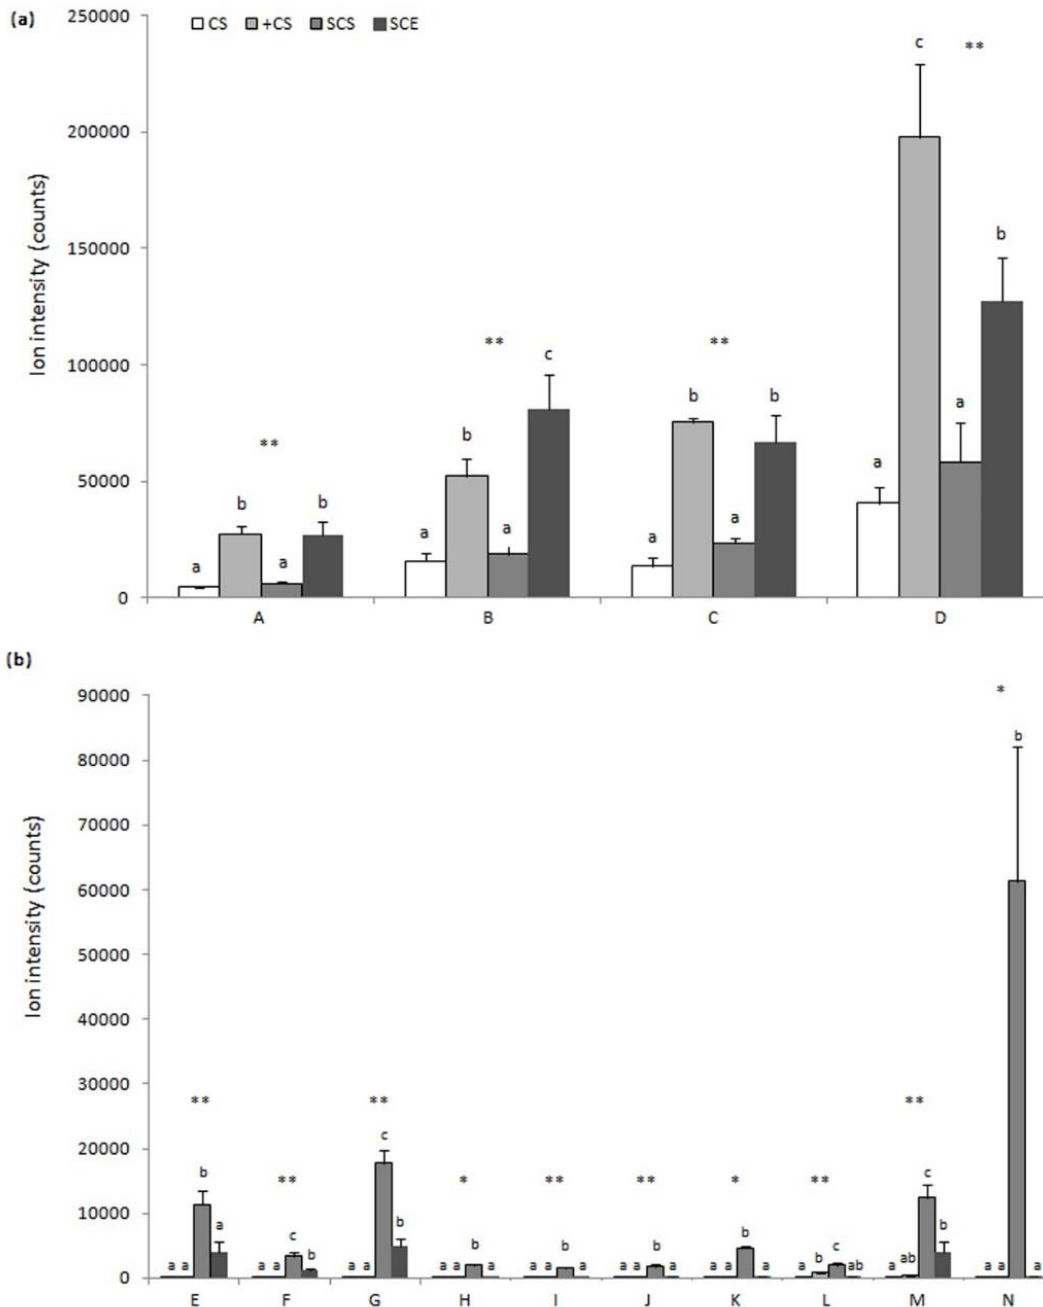 (a)
CS +CS SCS SCE
Ion intensity (counts)
250000
200000
150000
100000
50000
0
a b a b **
a b a c **
a b a b **
a c a b **
A B C D
(b)
Ion intensity (counts)
90000
80000
70000
60000
50000
40000
30000
20000
10000
0
a a b a **
a a c b **
a a c b **
a a b a *
a a b a **
a a b a **
a a b a *
a b c ab **
a ab c b **
a a b a *
E F G H I J K L M N